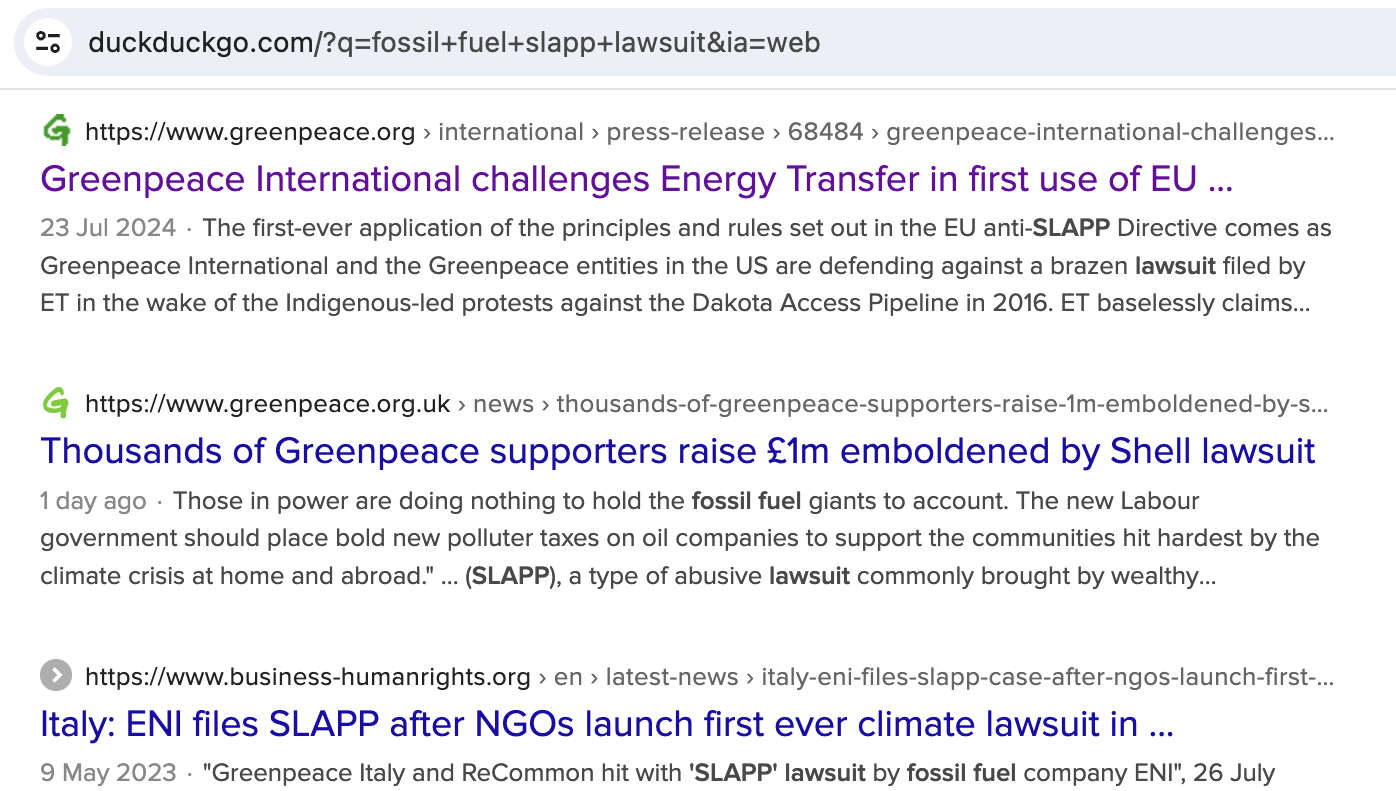 duckduckgo.com/?q=fossil+fuel+slapp+lawsuit&ia=web
https://www.greenpeace.org › international › press-release › 68484 › greenpeace-international-challenges...
Greenpeace International challenges Energy Transfer in first use of EU ...
23 Jul 2024 · The first-ever application of the principles and rules set out in the EU anti-SLAPP Directive comes as
Greenpeace International and the Greenpeace entities in the US are defending against a brazen lawsuit filed by
ET in the wake of the Indigenous-led protests against the Dakota Access Pipeline in 2016. ET baselessly claims...
https://www.greenpeace.org.uk › news › thousands-of-greenpeace-supporters-raise-1m-emboldened-by-s...
Thousands of Greenpeace supporters raise £1m emboldened by Shell lawsuit
1 day ago · Those in power are doing nothing to hold the fossil fuel giants to account. The new Labour
government should place bold new polluter taxes on oil companies to support the communities hit hardest by the
climate crisis at home and abroad." ... (SLAPP), a type of abusive lawsuit commonly brought by wealthy...
https://www.business-humanrights.org › en › latest-news › italy-eni-files-slapp-case-after-ngos-launch-first-...
Italy: ENI files SLAPP after NGOs launch first ever climate lawsuit in ...
9 May 2023 · "Greenpeace Italy and ReCommon hit with 'SLAPP' lawsuit by fossil fuel company ENI", 26 July